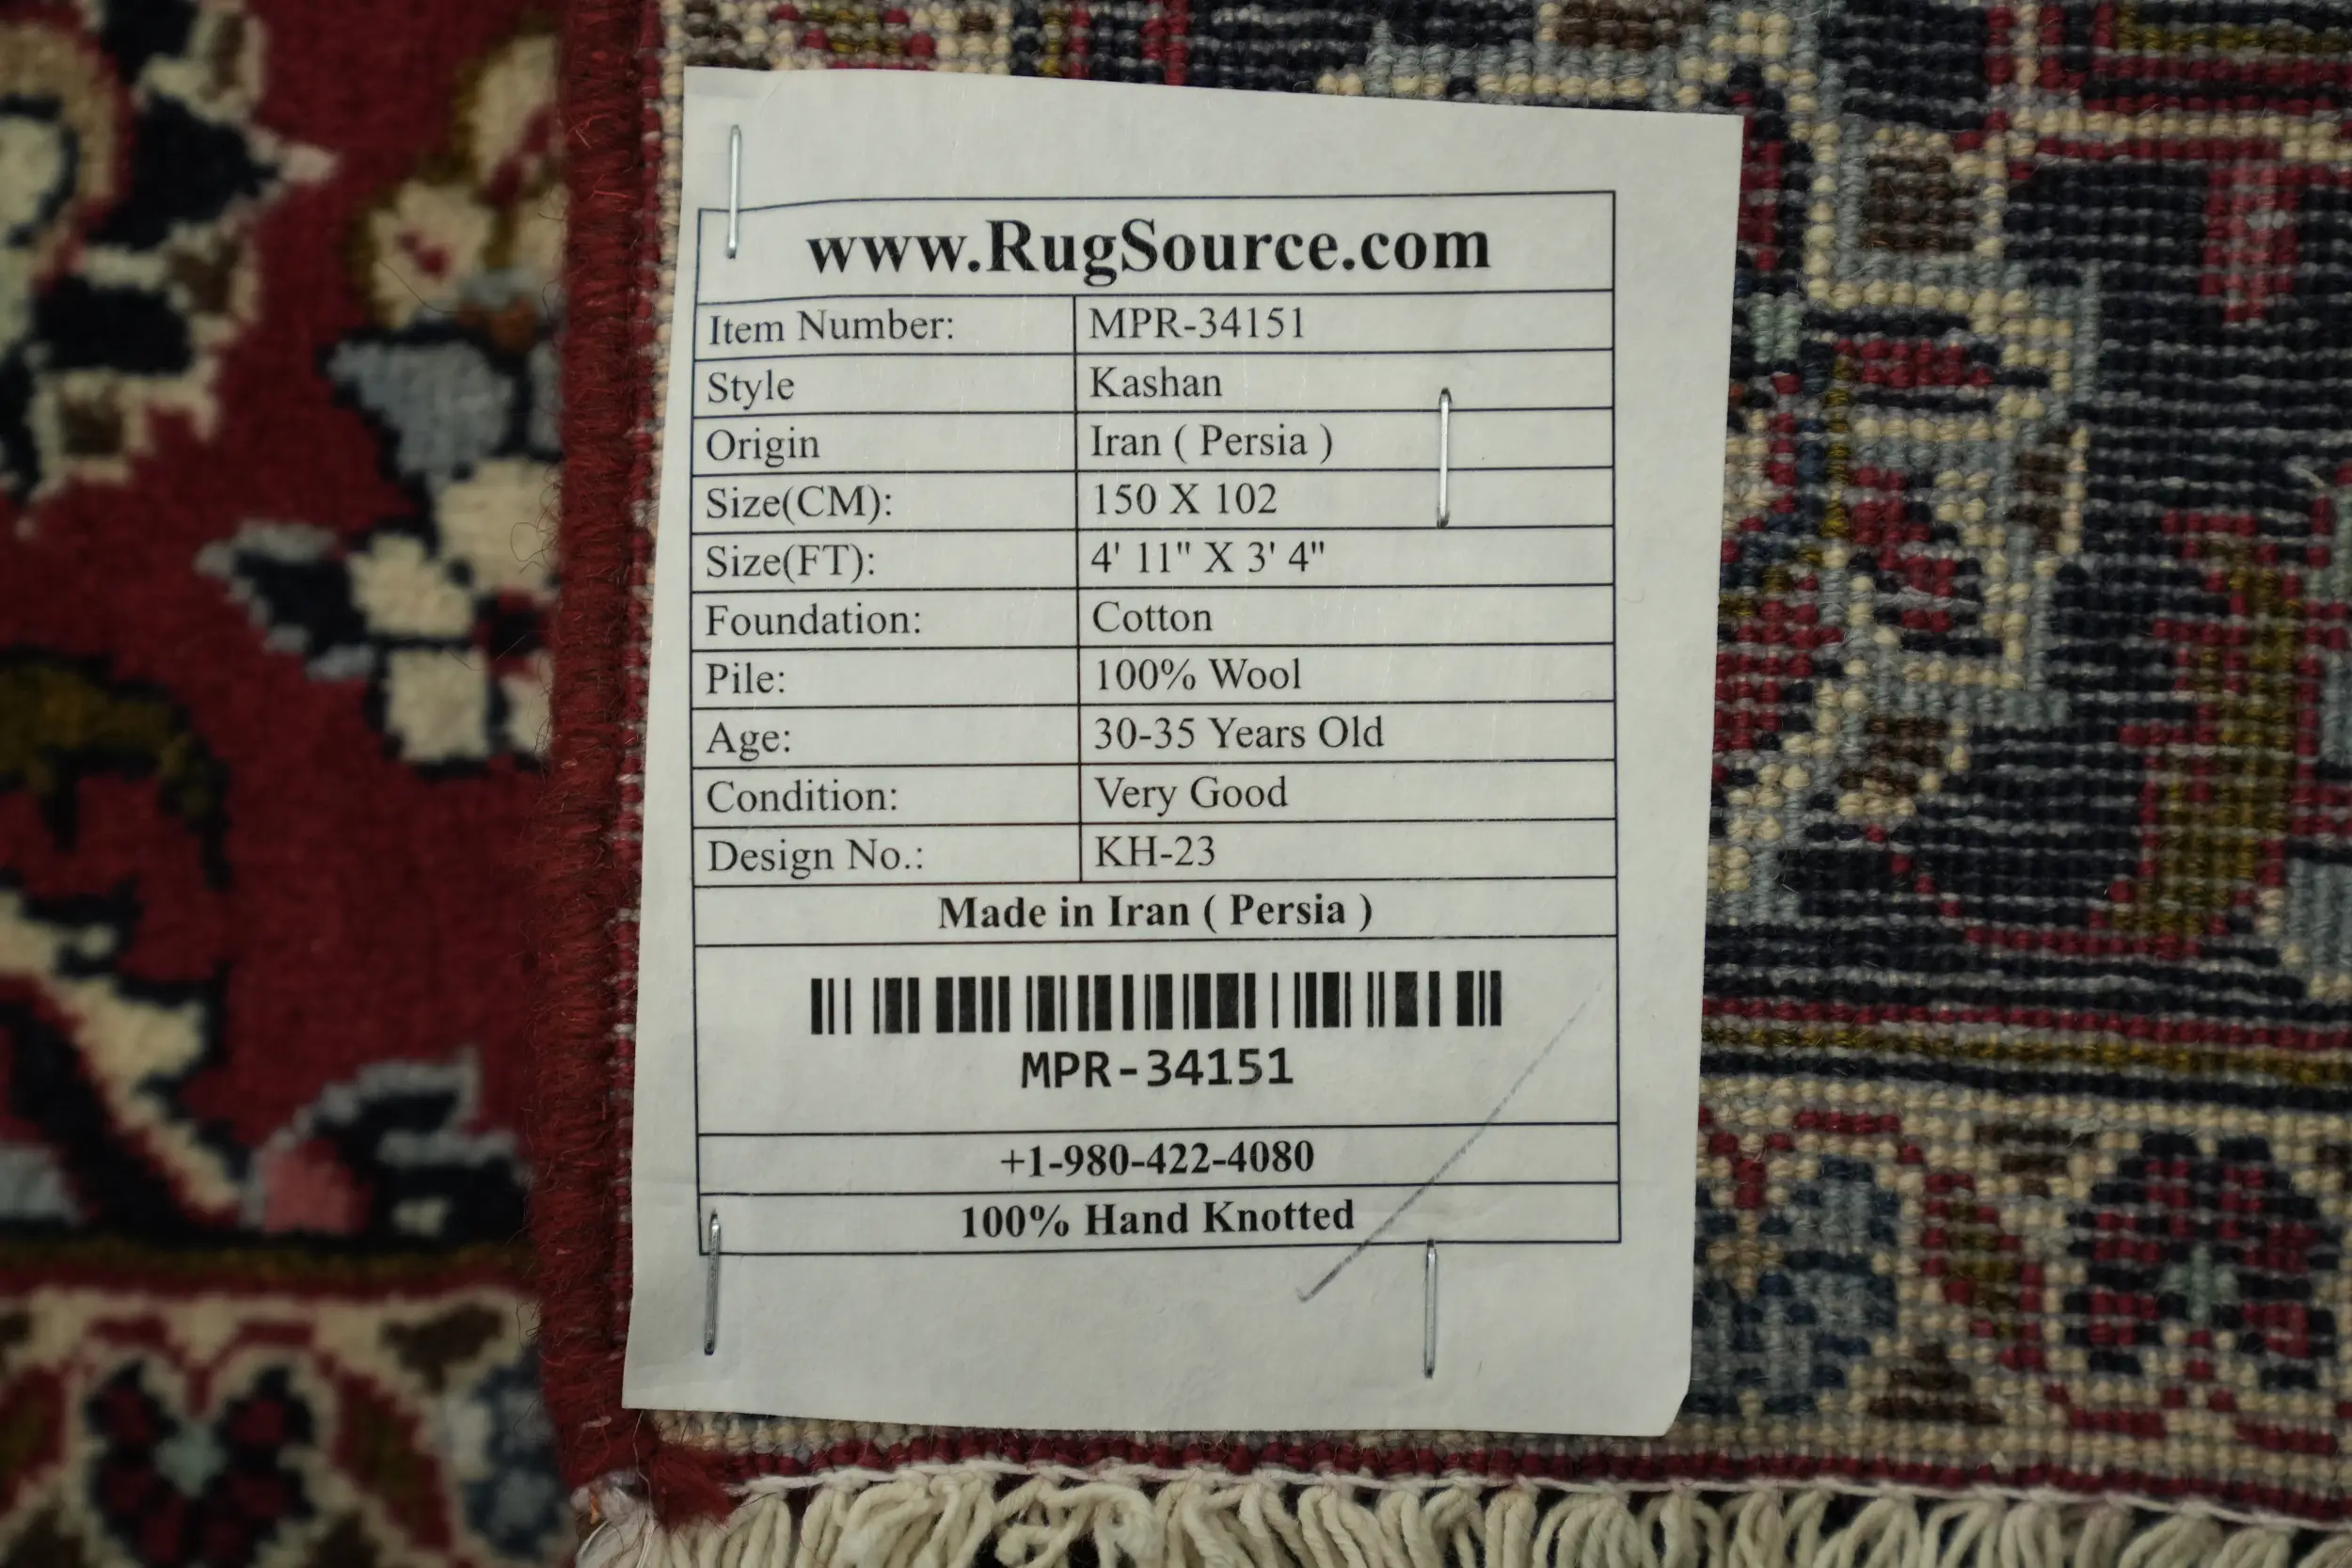 www.RugSource.com
Item Number: MPR-34151
Style Kashan
Origin Iran ( Persia )
Size(CM): 150 X 102
Size(FT): 4' 11" X 3' 4"
Foundation: Cotton
Pile: 100% Wool
Age: 30-35 Years Old
Condition: Very Good
Design No.: KH-23
Made in Iran ( Persia )
MPR-34151
+1-980-422-4080
100% Hand Knotted